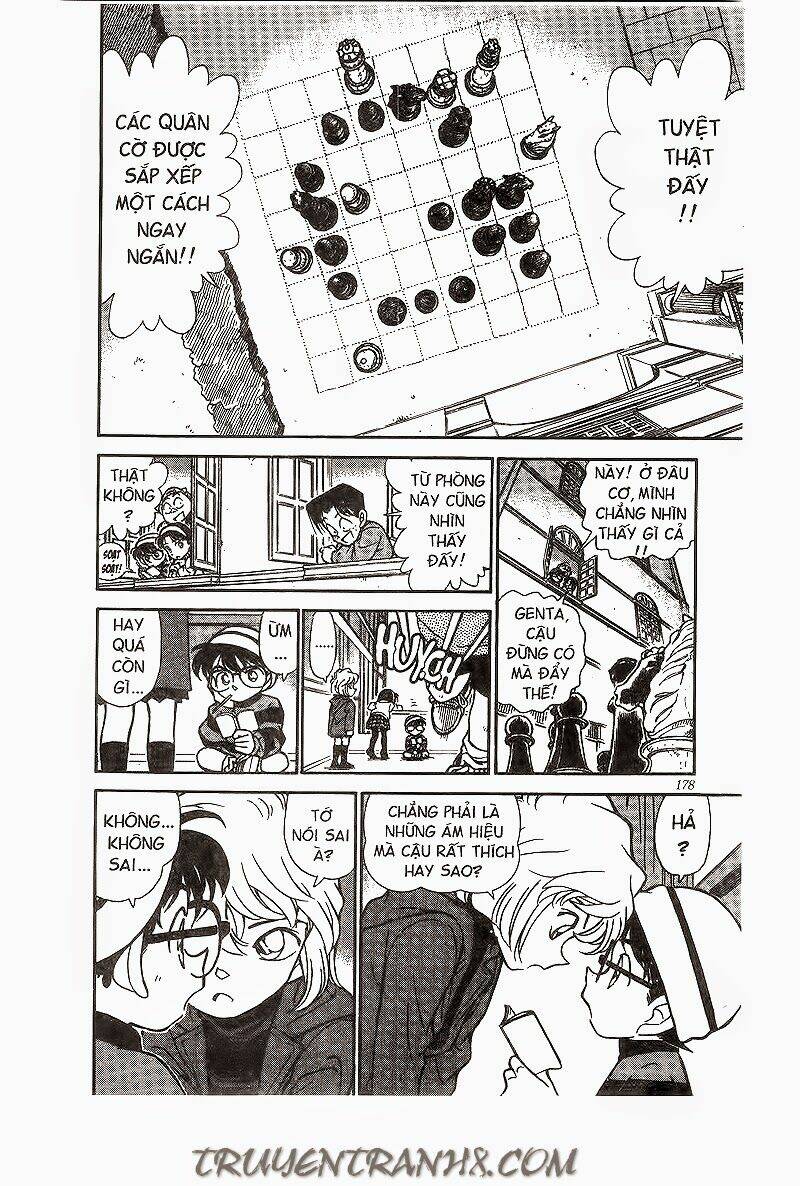 TUYỆT
THẬT
ĐẤY
!!
CÁC QUÂN
CỜ ĐƯỢC
SẮP XẾP
MỘT CÁCH
NGAY
NGẮN!!
NÀY! Ở ĐÂU
CƠ, MÌNH
CHẲNG NHÌN
THẤY GÌ CẢ
!!
GENTA,
CẬU
ĐỪNG CÓ
MÀ ĐẨY
THẾ!
TỪ PHÒNG
NÀY CŨNG
NHÌN
THẤY
ĐẤY!
THẬT
KHÔNG
?
SOẠT
SOẠT!
HUỴCH
......
ỪM
...
HAY
QUÁ
CÒN
GÌ...
178
HẢ
?
CHẲNG PHẢI LÀ
NHỮNG ÁM HIỆU
MÀ CẬU RẤT THÍCH
HAY SAO?
TỚ
NÓI SAI
À?
KHÔNG...
KHÔNG
SAI...
TRUYENTRANH8.COM